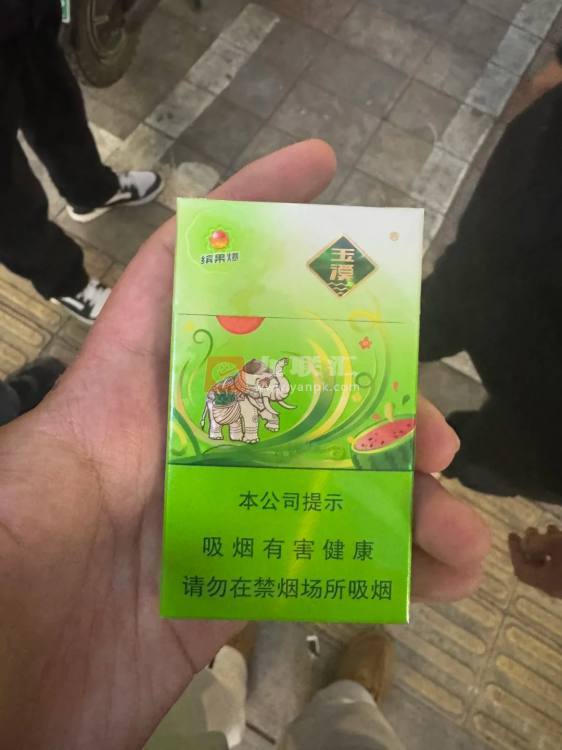 缤果爆
玉溪
®
本公司提示
吸烟有害健康
请勿在禁烟场所吸烟